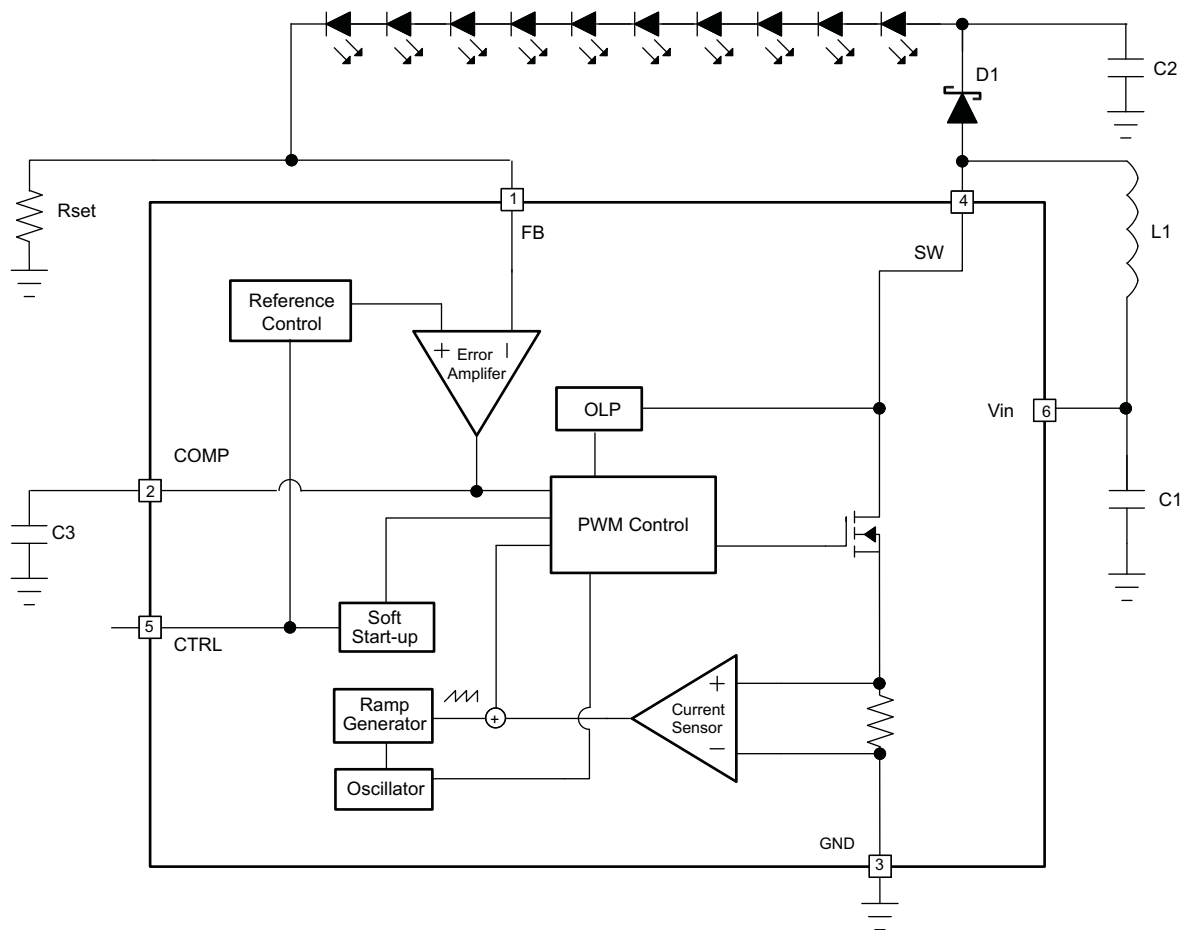 D1
C2
Rset
1
4
FB
SW
L1
Reference
Control
+
Error
Amplifer
OLP
Vin
6
COMP
2
C3
PWM Control
C1
5
CTRL
Soft
Start-up
Ramp
Generator
+
+
Current
Sensor
−
Oscillator
GND
3